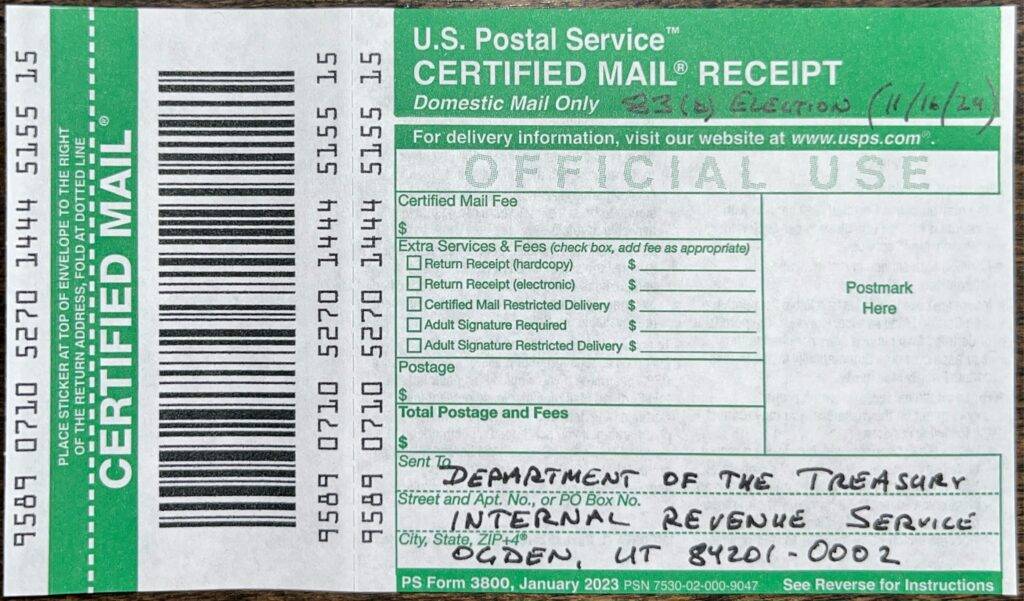 PLACE STICKER AT TOP OF ENVELOPE TO THE RIGHT
OF THE RETURN ADDRESS, FOLD AT DOTTED LINE
CERTIFIED MAIL®
9589 0710 5270 1444 5155 15
9589 0710 5270 1444 5155 15
9589 0710 5270 1444 5155 15
U.S. Postal Service™
CERTIFIED MAIL® RECEIPT
Domestic Mail Only 83(b) ELECTION (11/16/24)
For delivery information, visit our website at www.usps.com®.
OFFICIAL USE
Certified Mail Fee
$
Extra Services & Fees (check box, add fee as appropriate)
Return Receipt (hardcopy) $
Return Receipt (electronic) $
Certified Mail Restricted Delivery $
Adult Signature Required $
Adult Signature Restricted Delivery $
Postmark
Here
Postage
$
Total Postage and Fees
$
Sent To
DEPARTMENT OF THE TREASURY
Street and Apt. No., or PO Box No.
INTERNAL REVENUE SERVICE
City, State, ZIP+4®
OGDEN, UT 84201-0002
PS Form 3800, January 2023 PSN 7530-02-000-9047 See Reverse for Instructions